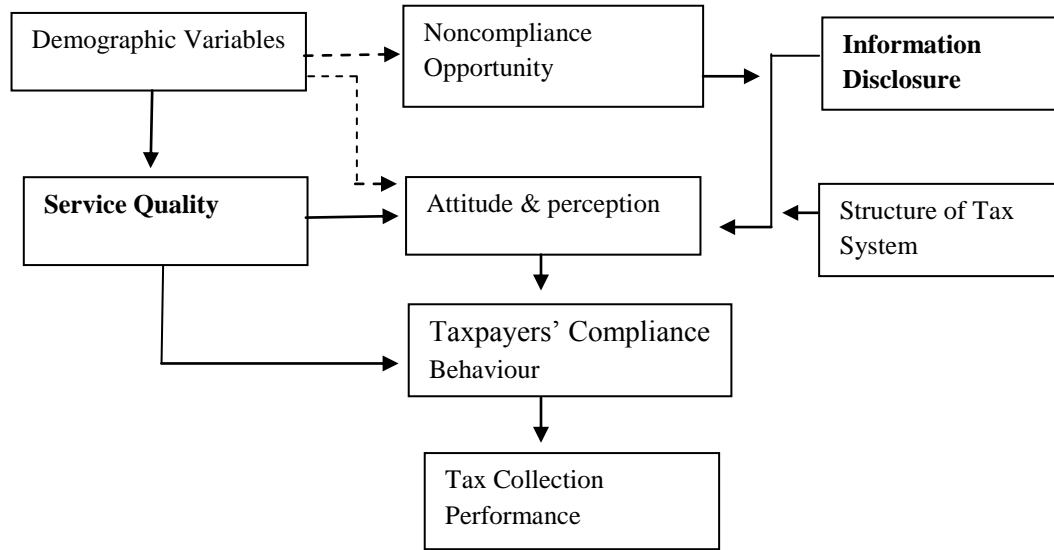 Demographic Variables
Noncompliance
Opportunity
Information
Disclosure
Service Quality
Attitude & perception
Structure of Tax
System
Taxpayers’ Compliance
Behaviour
Tax Collection
Performance